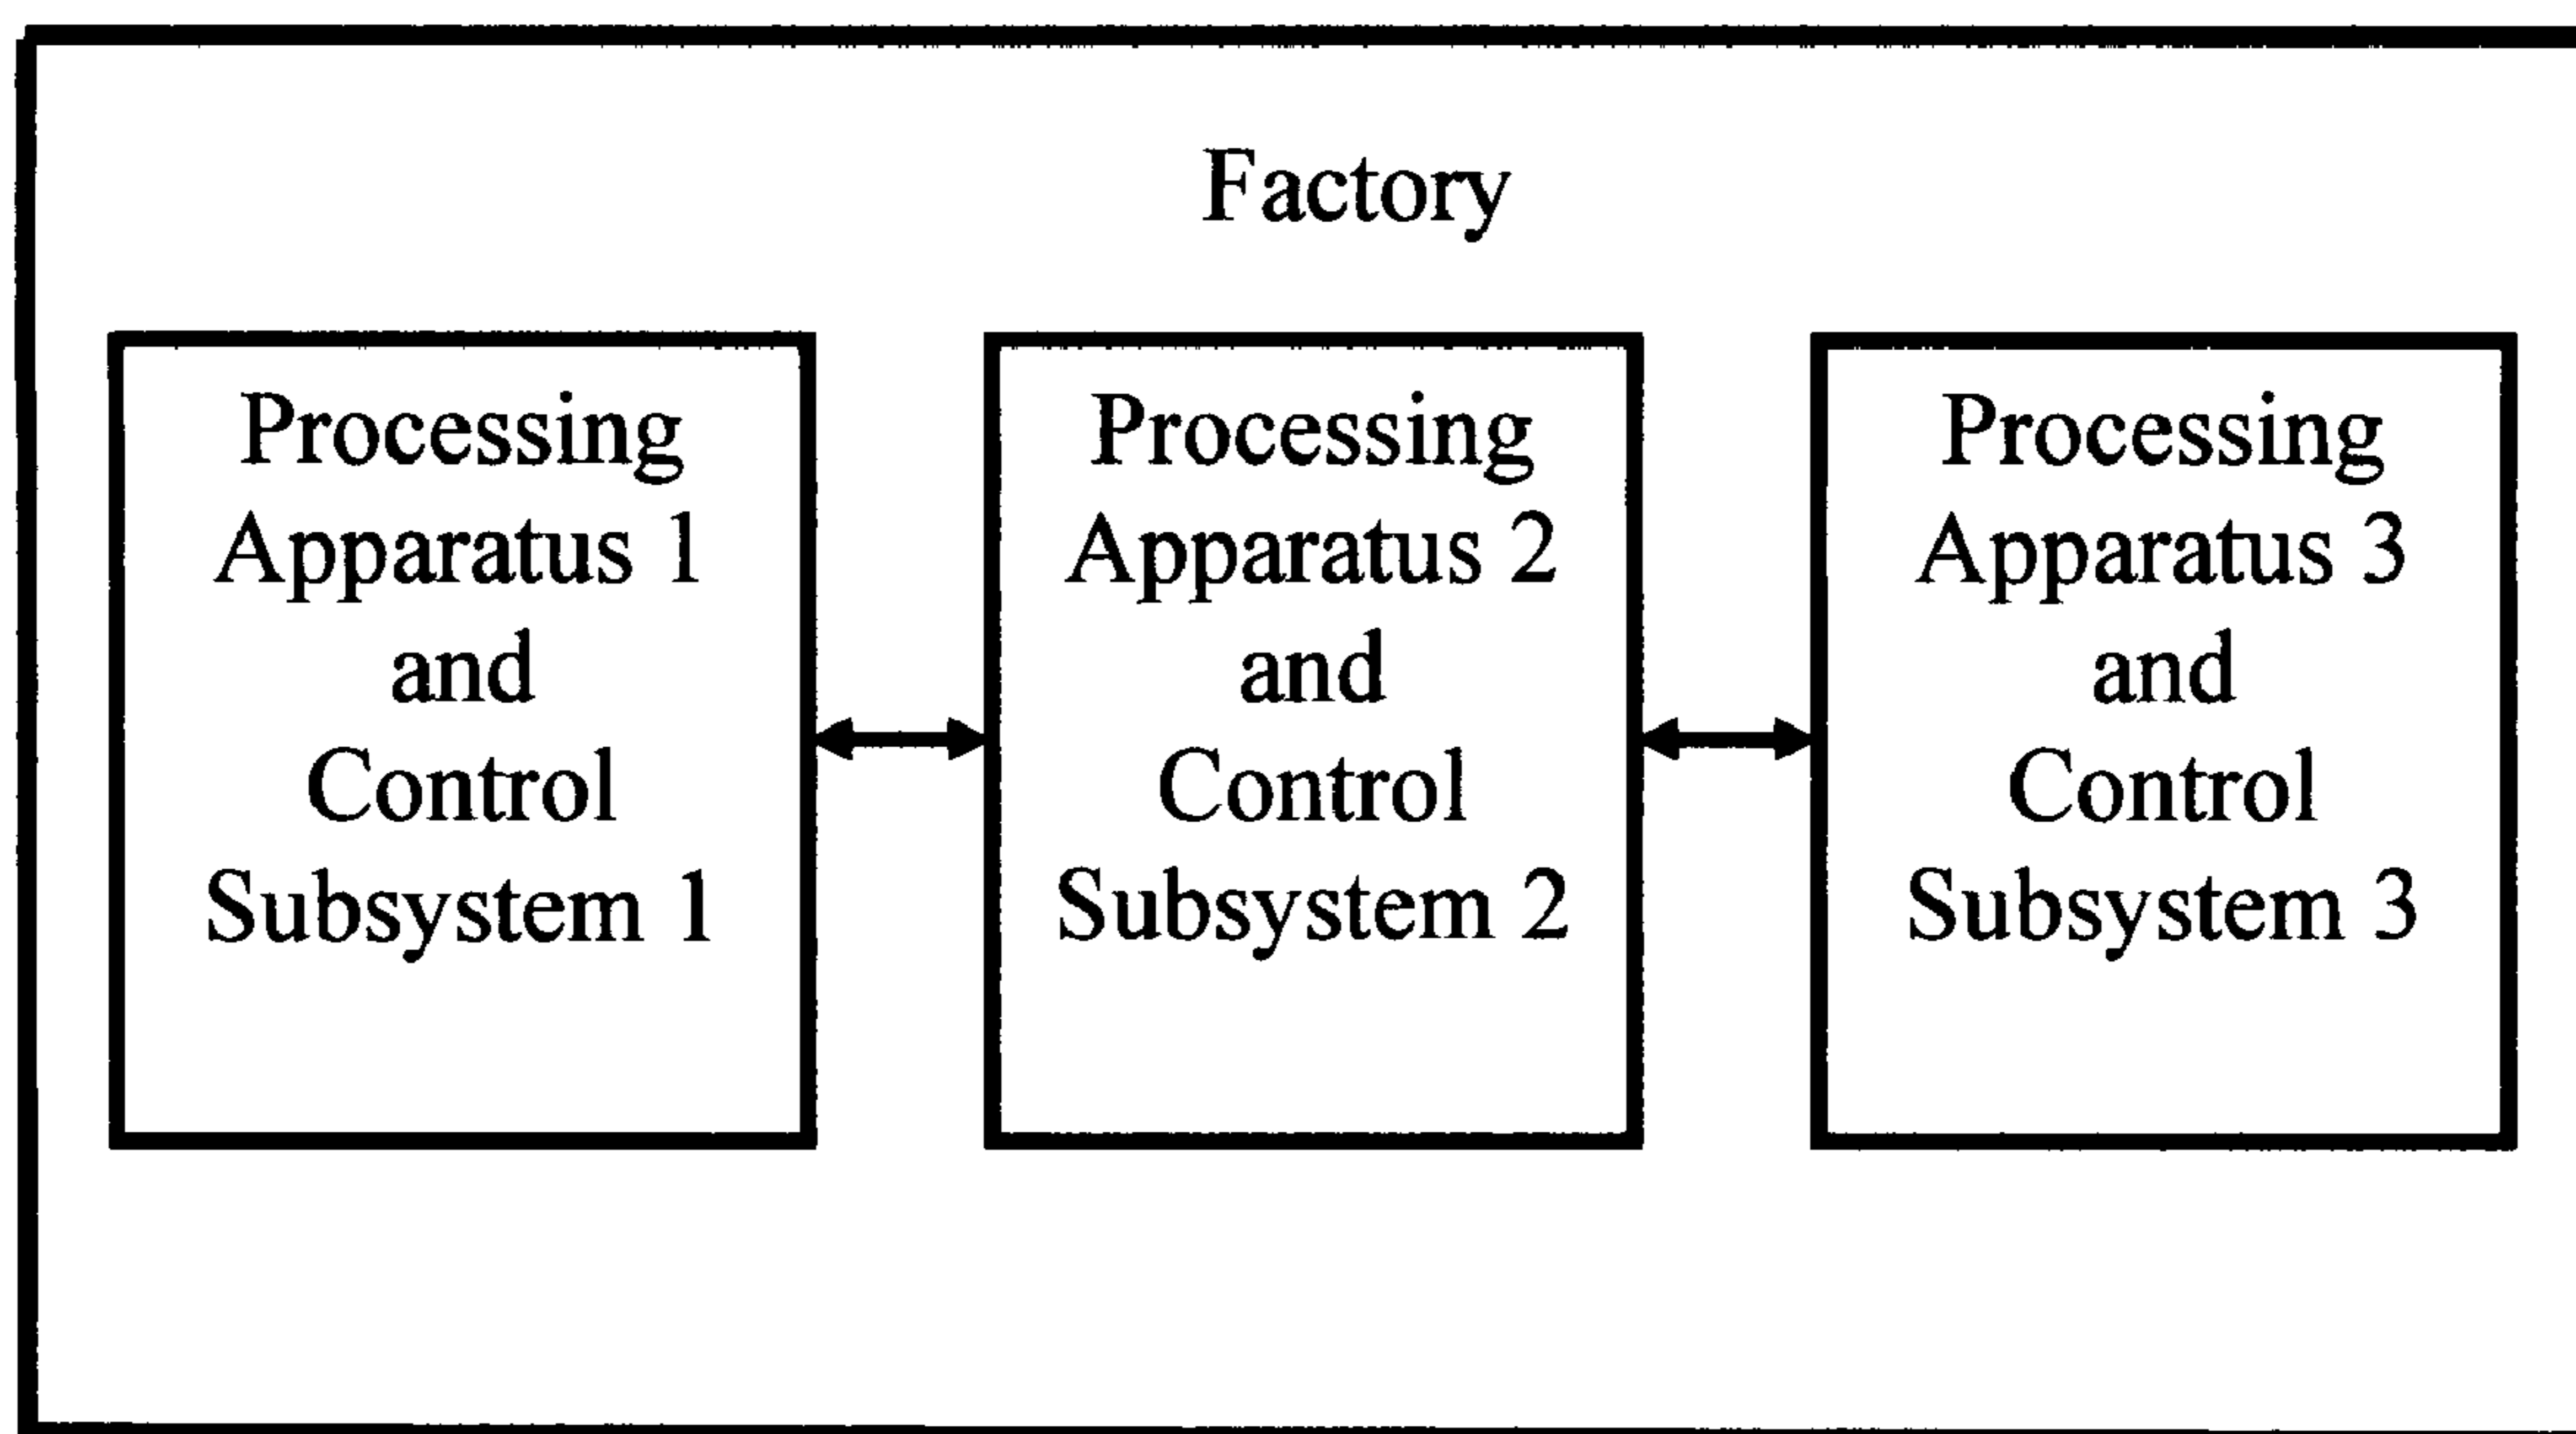 Factory
Processing
Apparatus 1
and
Control
Subsystem 1
Processing
Apparatus 2
and
Control
Subsystem 2
Processing
Apparatus 3
and
Control
Subsystem 3